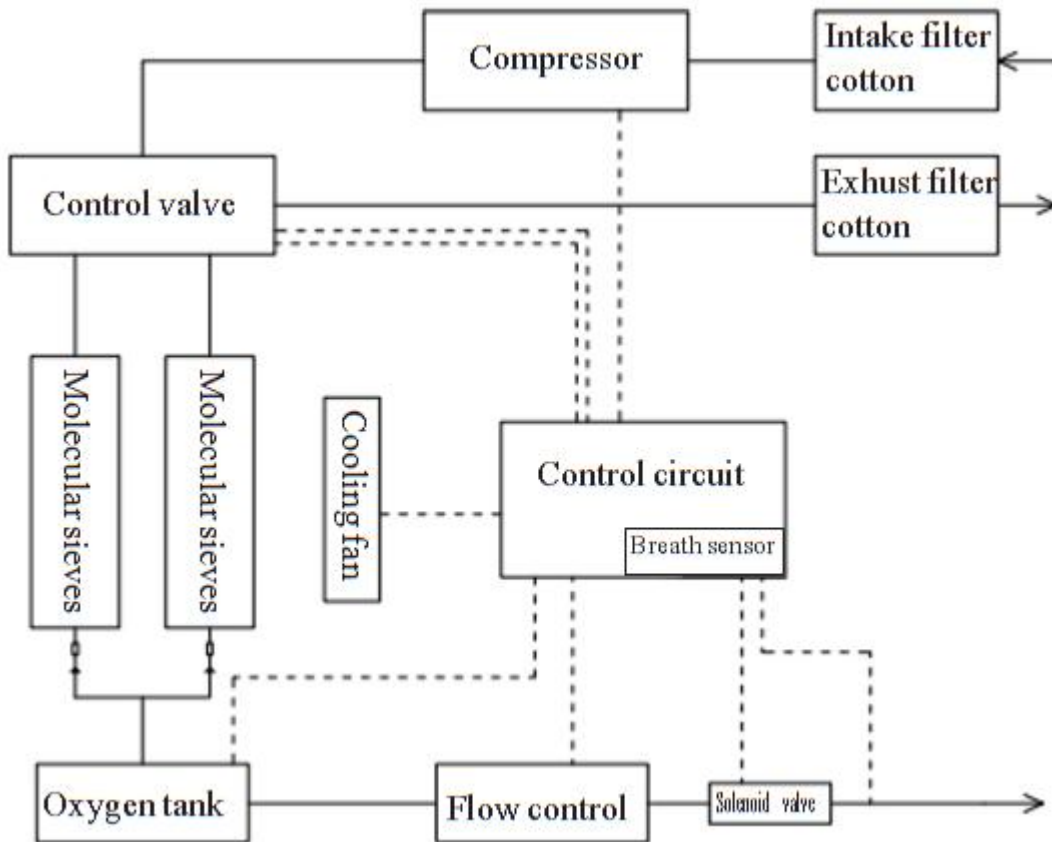 Compressor
Intake filter
cotton
Control valve
Exhust filter
cotton
Molecular sieves
Molecular sieves
Cooling fan
Control circuit
Breath sensor
Oxygen tank
Flow control
Solenoid valve